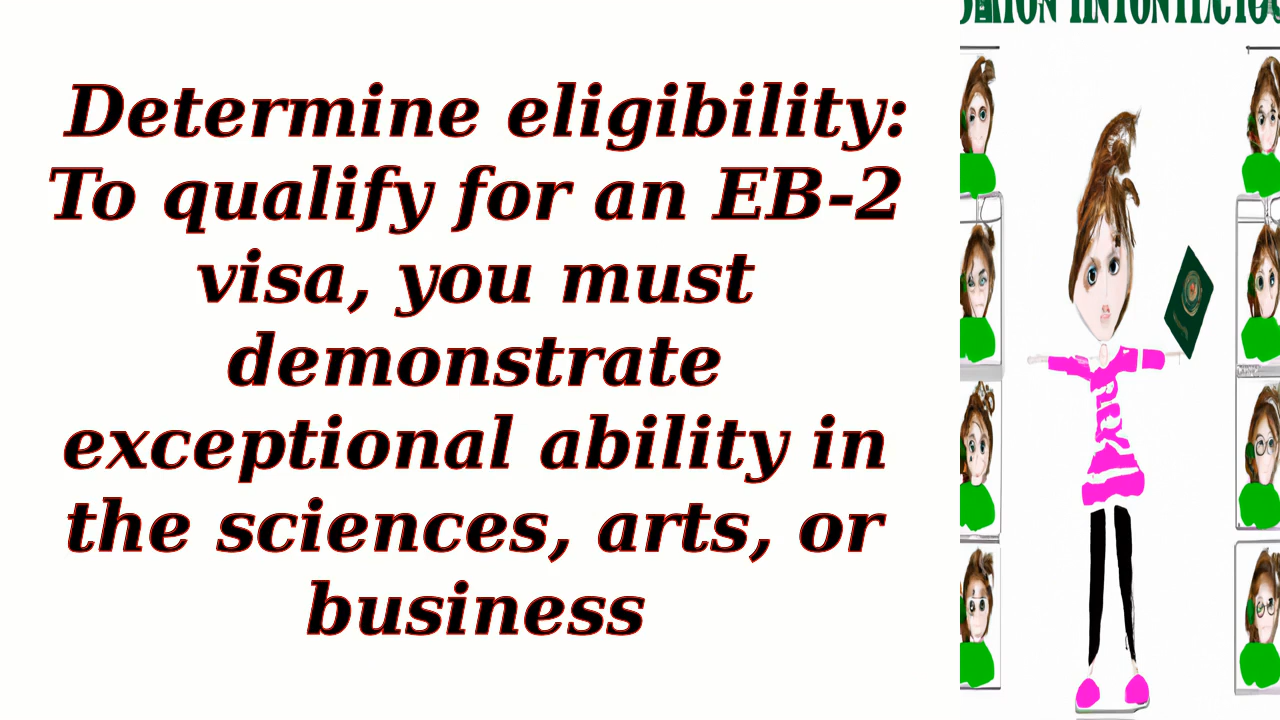 Determine eligibility:
To qualify for an EB-2
visa, you must
demonstrate
exceptional ability in
the sciences, arts, or
business